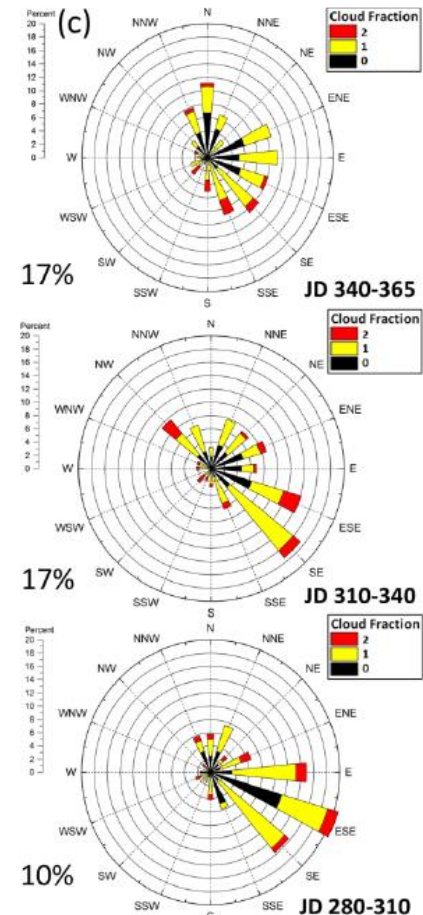 (c)
Percent
20
18
16
14
12
10
8
6
4
2
0
N
NNE
NE
ENE
E
ESE
SE
SSE
S
SSW
SW
WSW
W
WNW
NW
NNW
Cloud Fraction
2
1
0
17%
JD 340-365
Percent
20
18
16
14
12
10
8
6
4
2
0
N
NNE
NE
ENE
E
ESE
SE
SSE
S
SSW
SW
WSW
W
WNW
NW
NNW
Cloud Fraction
2
1
0
17%
JD 310-340
Percent
20
18
16
14
12
10
8
6
4
2
0
N
NNE
NE
ENE
E
ESE
SE
SSE
SSW
SW
WSW
W
WNW
NW
NNW
Cloud Fraction
2
1
0
10%
JD 280-310